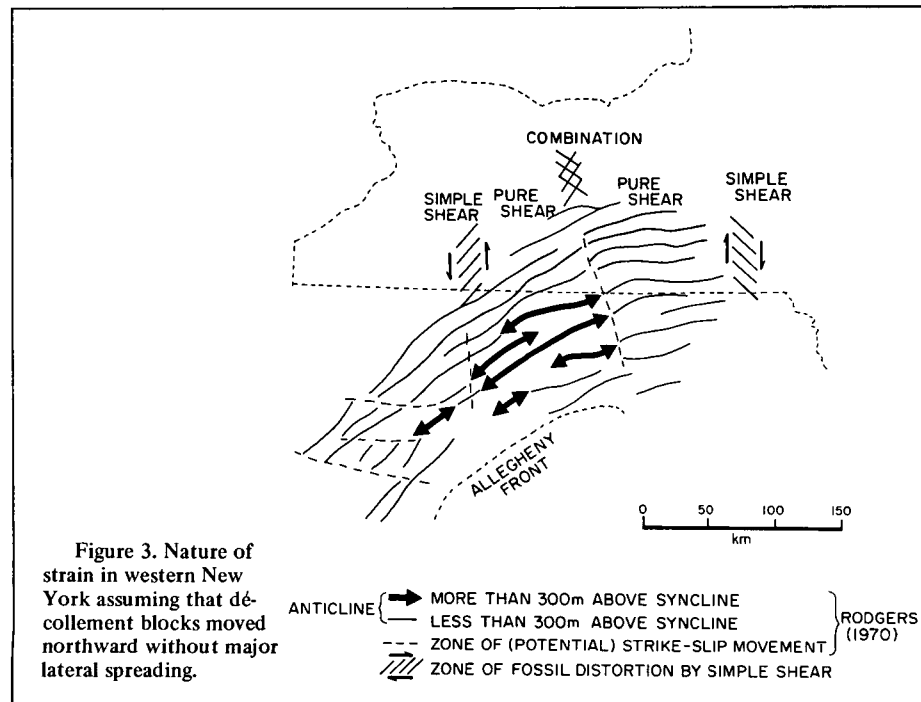 COMBINATION
SIMPLE
SHEAR
PURE
SHEAR
PURE
SHEAR
SIMPLE
SHEAR
ALLEGHENY
FRONT
0 50 100 150
km
Figure 3. Nature of
strain in western New
York assuming that dé-
collement blocks moved
northward without major
lateral spreading.
ANTICLINE
MORE THAN 300m ABOVE SYNCLINE
LESS THAN 300m ABOVE SYNCLINE
ZONE OF (POTENTIAL) STRIKE-SLIP MOVEMENT
RODGERS
(1970)
ZONE OF FOSSIL DISTORTION BY SIMPLE SHEAR